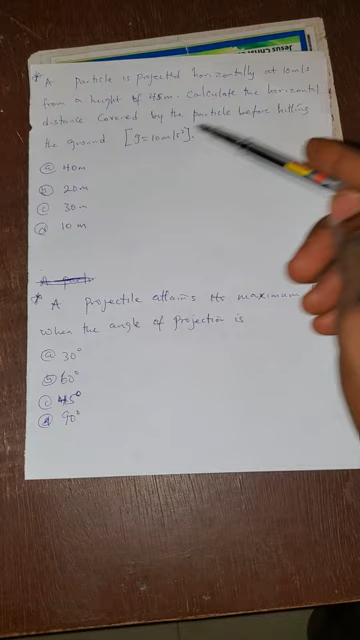 Jesus Chris
* A particle is projected horizontally at 10m/s
from a height of 45m. Calculate the horizontal
distance covered by the particle before hitting
the ground [g=10m/s²].
(a) 40m
(b) 20m
(c) 30m
(d) 10m
* A projectile attains its maximum
when the angle of projection is
(a) 30°
(b) 60°
(c) 45°
(d) 90°